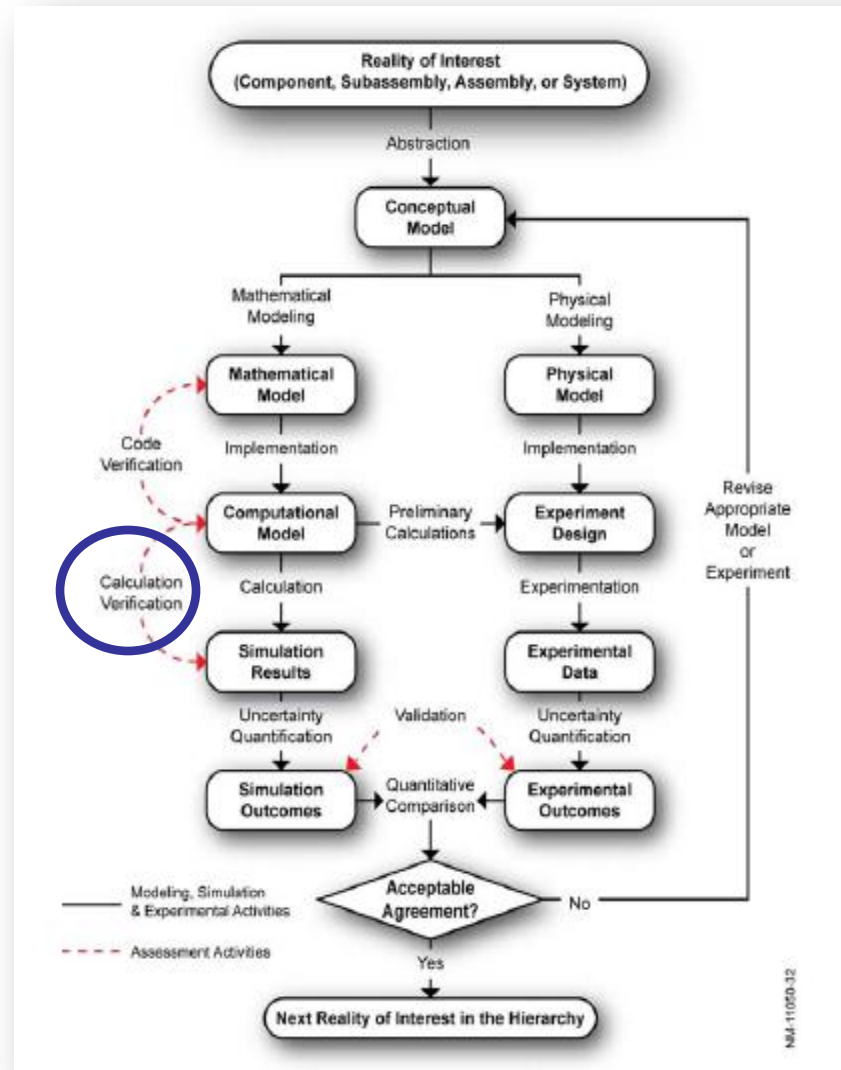 Reality of Interest
(Component, Subassembly, Assembly, or System)
Abstraction
Conceptual
Model
Mathematical
Modeling
Physical
Modeling
Mathematical
Model
Physical
Model
Code
Verification
Implementation
Implementation
Revise
Appropriate
Model
or
Experiment
Computational
Model
Preliminary
Calculations
Experiment
Design
Calculation
Verification
Calculation
Experimentation
Simulation
Results
Experimental
Data
Uncertainty
Quantification
Validation
Uncertainty
Quantification
Simulation
Outcomes
Quantitative
Comparison
Experimental
Outcomes
Acceptable
Agreement?
No
Modeling, Simulation
& Experimental Activities
Assessment Activities
Yes
Next Reality of Interest in the Hierarchy
NM-11050-32